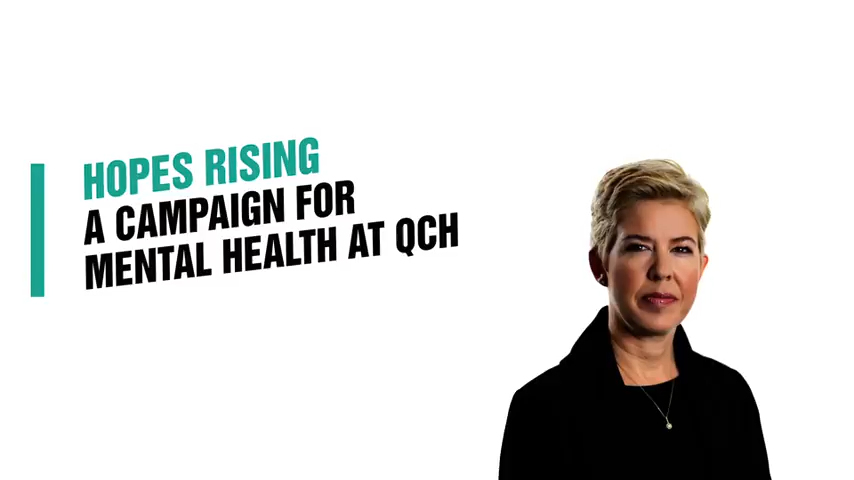 HOPES RISING
A CAMPAIGN FOR
MENTAL HEALTH AT QCH